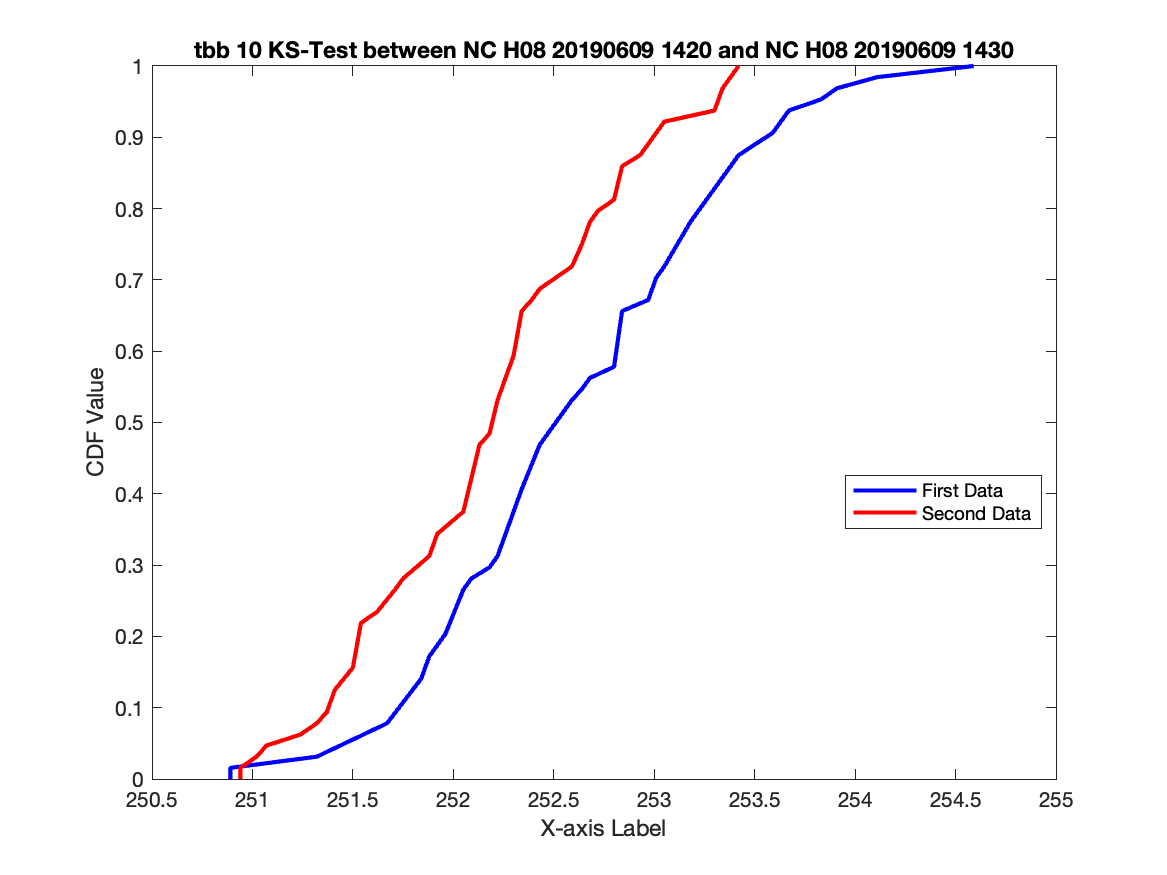 tbb 10 KS-Test between NC H08 20190609 1420 and NC H08 20190609 1430
1
0.9
0.8
0.7
0.6
0.5
0.4
0.3
0.2
0.1
0
CDF Value
First Data
Second Data
250.5 251 251.5 252 252.5 253 253.5 254 254.5 255
X-axis Label